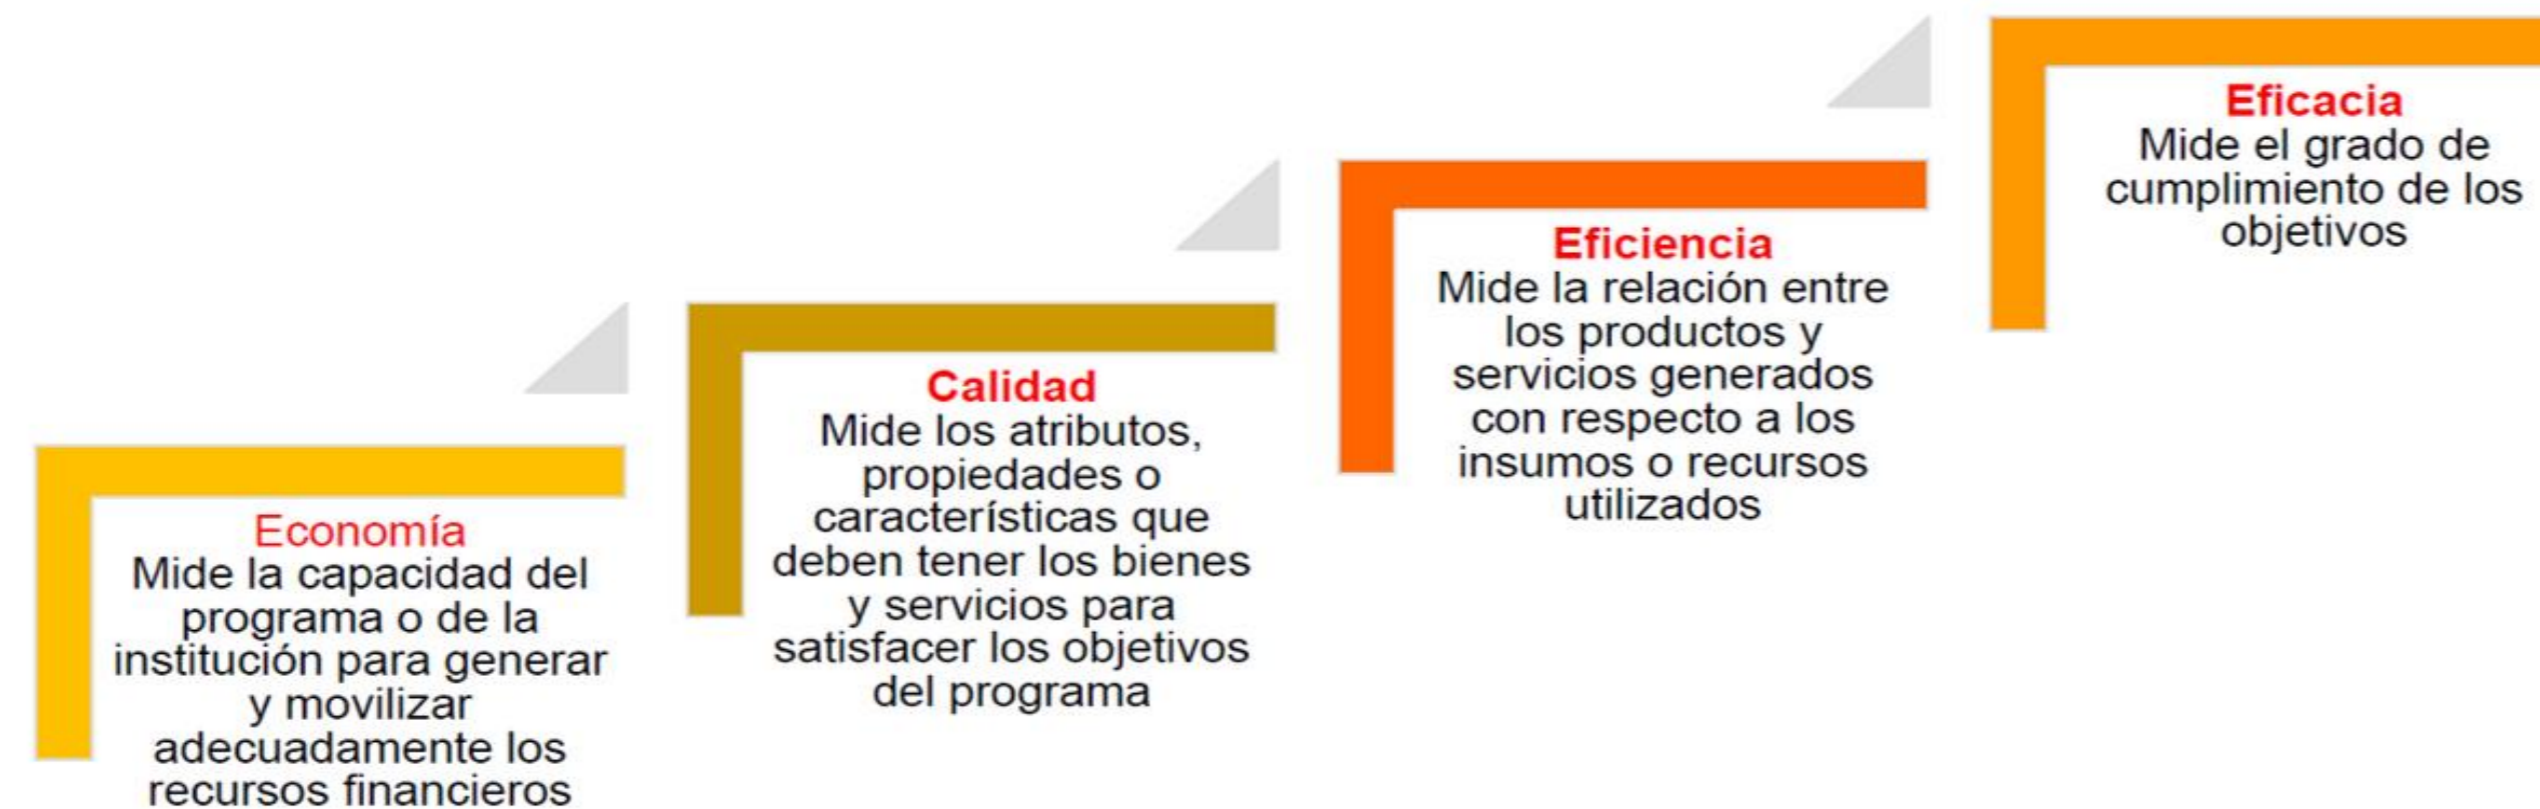 Economía
Mide la capacidad del
programa o de la
institución para generar
y movilizar
adecuadamente los
recursos financieros
Calidad
Mide los atributos,
propiedades o
características que
deben tener los bienes
y servicios para
satisfacer los objetivos
del programa
Eficiencia
Mide la relación entre
los productos y
servicios generados
con respecto a los
insumos o recursos
utilizados
Eficacia
Mide el grado de
cumplimiento de los
objetivos